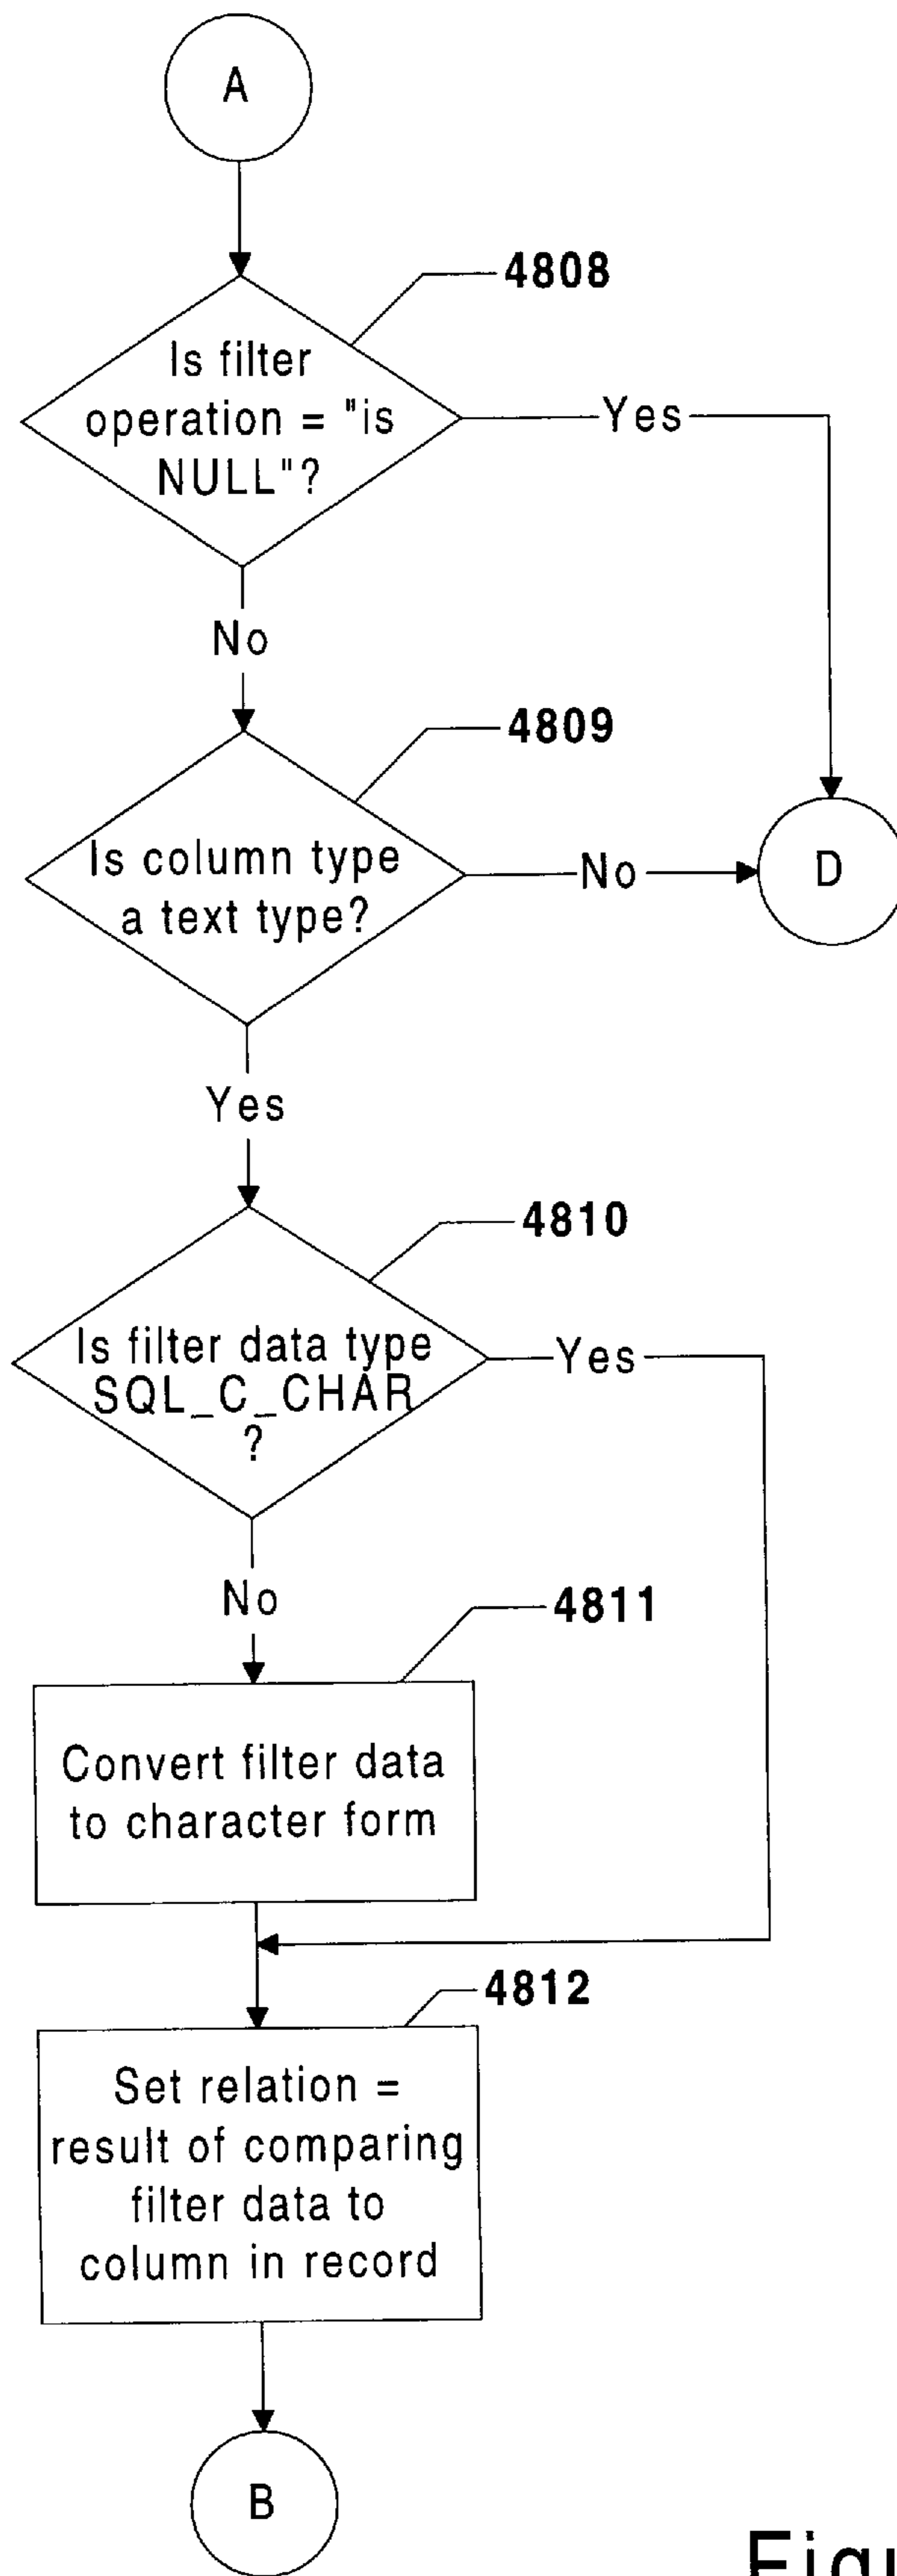 A
4808
Is filter
operation = "is
NULL"?
Yes
No
4809
Is column type
a text type?
No
D
Yes
4810
Is filter data type
SQL_C_CHAR
?
Yes
No
4811
Convert filter data
to character form
4812
Set relation =
result of comparing
filter data to
column in record
B